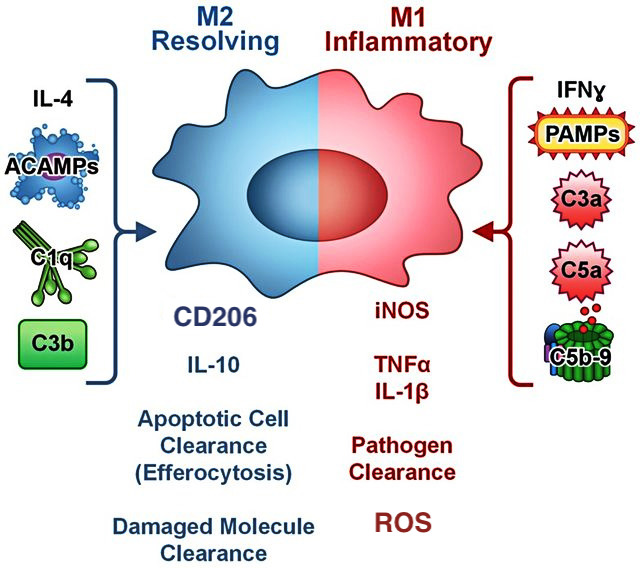 M2
Resolving
M1
Inflammatory
IL-4
ACAMPs
C1q
C3b
IFNɣ
PAMPs
C3a
C5a
C5b-9
CD206
IL-10
Apoptotic Cell
Clearance
(Efferocytosis)
Damaged Molecule
Clearance
iNOS
TNFα
IL-1β
Pathogen
Clearance
ROS